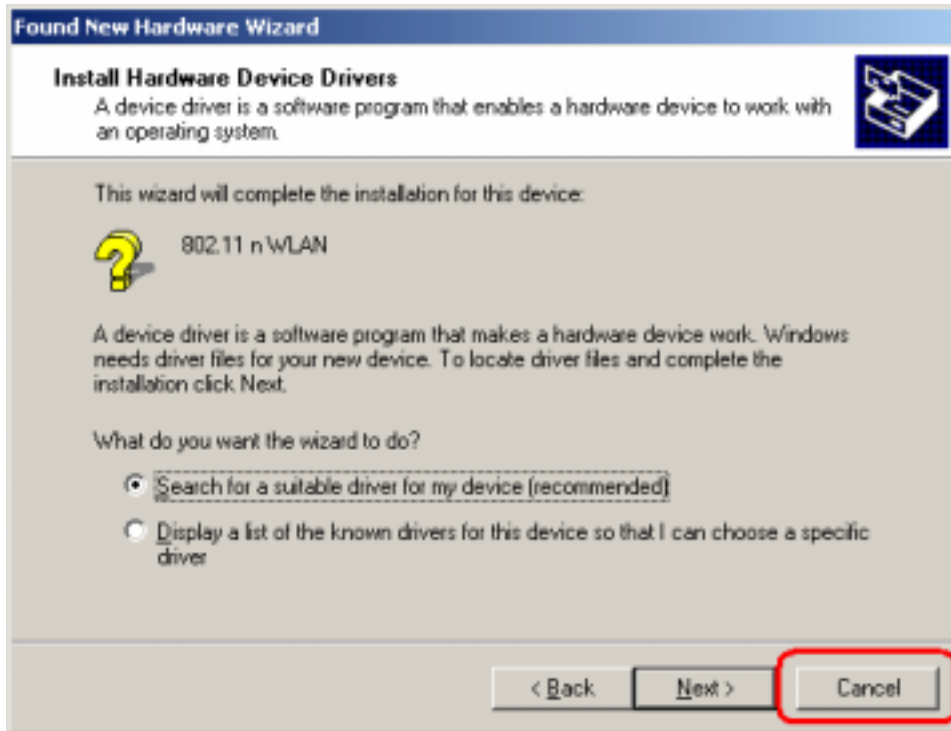 Found New Hardware Wizard
Install Hardware Device Drivers
A device driver is a software program that enables a hardware device to work with
an operating system.
This wizard will complete the installation for this device:
802.11 n WLAN
A device driver is a software program that makes a hardware device work. Windows
needs driver files for your new device. To locate driver files and complete the
installation click Next.
What do you want the wizard to do?
Search for a suitable driver for my device (recommended)
Display a list of the known drivers for this device so that I can choose a specific
driver
< Back
Next >
Cancel